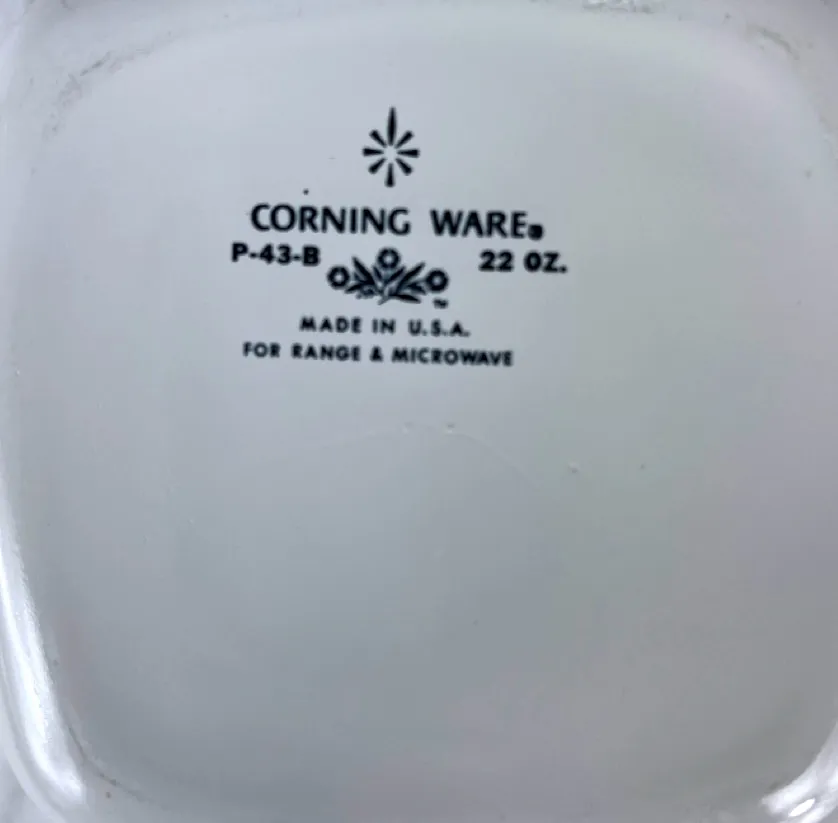 CORNING WARE®
P-43-B 22 OZ.
™
MADE IN U.S.A.
FOR RANGE & MICROWAVE